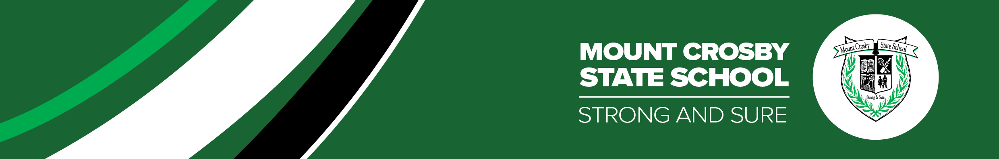 MOUNT CROSBY
STATE SCHOOL
STRONG AND SURE
Mount Crosby State School
Strong & Sure